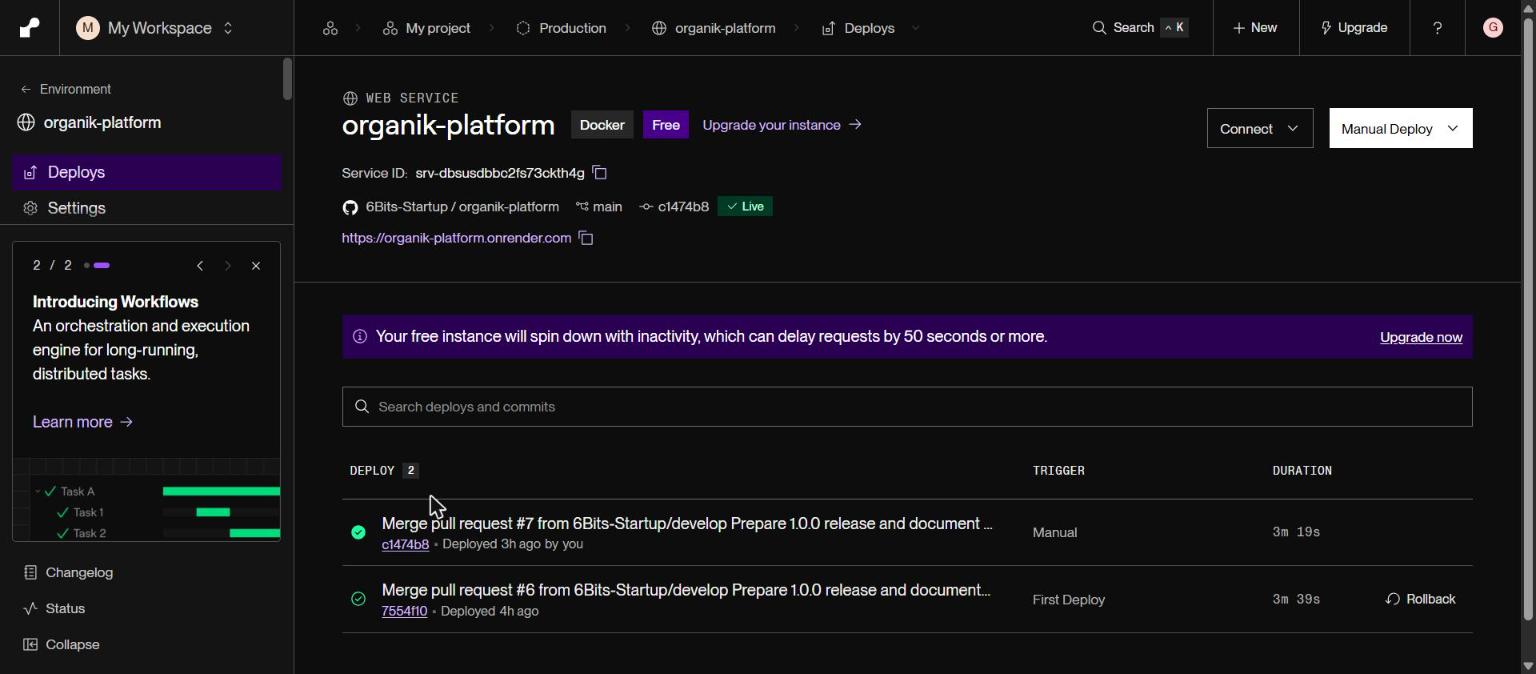 M My Workspace
My project
Production
organik-platform
Deploys
Search ^ K
+ New
Upgrade
?
G
← Environment
organik-platform
Deploys
Settings
2 / 2
Introducing Workflows
An orchestration and execution
engine for long-running,
distributed tasks.
Learn more →
Task A
Task 1
Task 2
Changelog
Status
Collapse
WEB SERVICE
organik-platform Docker Free Upgrade your instance →
Connect
Manual Deploy
Service ID: srv-dbsusdbbc2fs73ckth4g
6Bits-Startup / organik-platform main c1474b8 ✓ Live
https://organik-platform.onrender.com
Your free instance will spin down with inactivity, which can delay requests by 50 seconds or more. Upgrade now
Search deploys and commits
DEPLOY 2 TRIGGER DURATION
Merge pull request #7 from 6Bits-Startup/develop Prepare 1.0.0 release and document ...
c1474b8 • Deployed 3h ago by you
Manual
3m 19s
Merge pull request #6 from 6Bits-Startup/develop Prepare 1.0.0 release and document...
7554f10 • Deployed 4h ago
First Deploy
3m 39s
Rollback